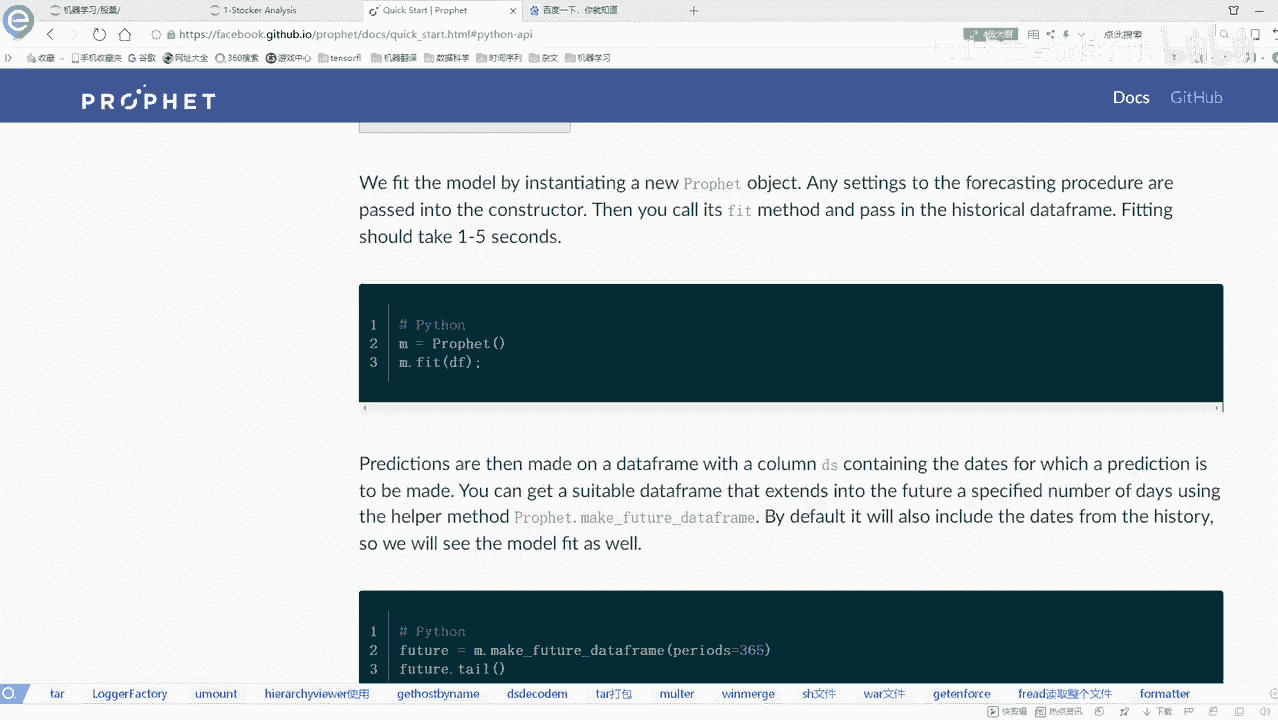 机器学习/股票/
1-Stocker Analysis
Quick Start | Prophet
百度一下，你就知道
https://facebook.github.io/prophet/docs/quick_start.html#python-api
点此搜索
收藏
手机收藏夹
谷歌
网址大全
360搜索
游戏中心
tensorfl
机器翻译
数据科学
时间序列
杂文
机器学习
PROPHET
Docs
GitHub
We fit the model by instantiating a new Prophet object. Any settings to the forecasting procedure are
passed into the constructor. Then you call its fit method and pass in the historical dataframe. Fitting
should take 1-5 seconds.
1 # Python
2 m = Prophet()
3 m.fit(df);
Predictions are then made on a dataframe with a column ds containing the dates for which a prediction is
to be made. You can get a suitable dataframe that extends into the future a specified number of days using
the helper method Prophet.make_future_dataframe. By default it will also include the dates from the history,
so we will see the model fit as well.
1 # Python
2 future = m.make_future_dataframe(periods=365)
3 future.tail()
tar
LoggerFactory
umount
hierarchyviewer使用
gethostbyname
dsdecodem
tar打包
multer
winmerge
sh文件
war文件
getenforce
fread读取整个文件
formatter
快剪辑
热点资讯
下载